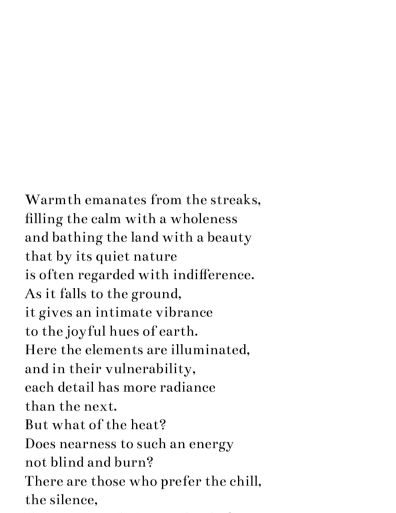 Warmth emanates from the streaks,
filling the calm with a wholeness
and bathing the land with a beauty
that by its quiet nature
is often regarded with indifference.
As it falls to the ground,
it gives an intimate vibrance
to the joyful hues of earth.
Here the elements are illuminated,
and in their vulnerability,
each detail has more radiance
than the next.
But what of the heat?
Does nearness to such an energy
not blind and burn?
There are those who prefer the chill,
the silence,